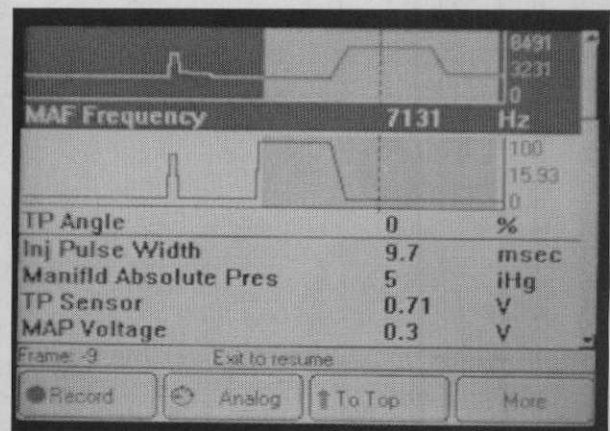 8491
3231
0
MAF Frequency 7131 Hz
100
15.93
0
TP Angle 0 %
Inj Pulse Width 9.7 msec
Manifld Absolute Pres 5 iHg
TP Sensor 0.71 V
MAP Voltage 0.3 V
Frame: -9 Exit to resume
Record Analog To Top More